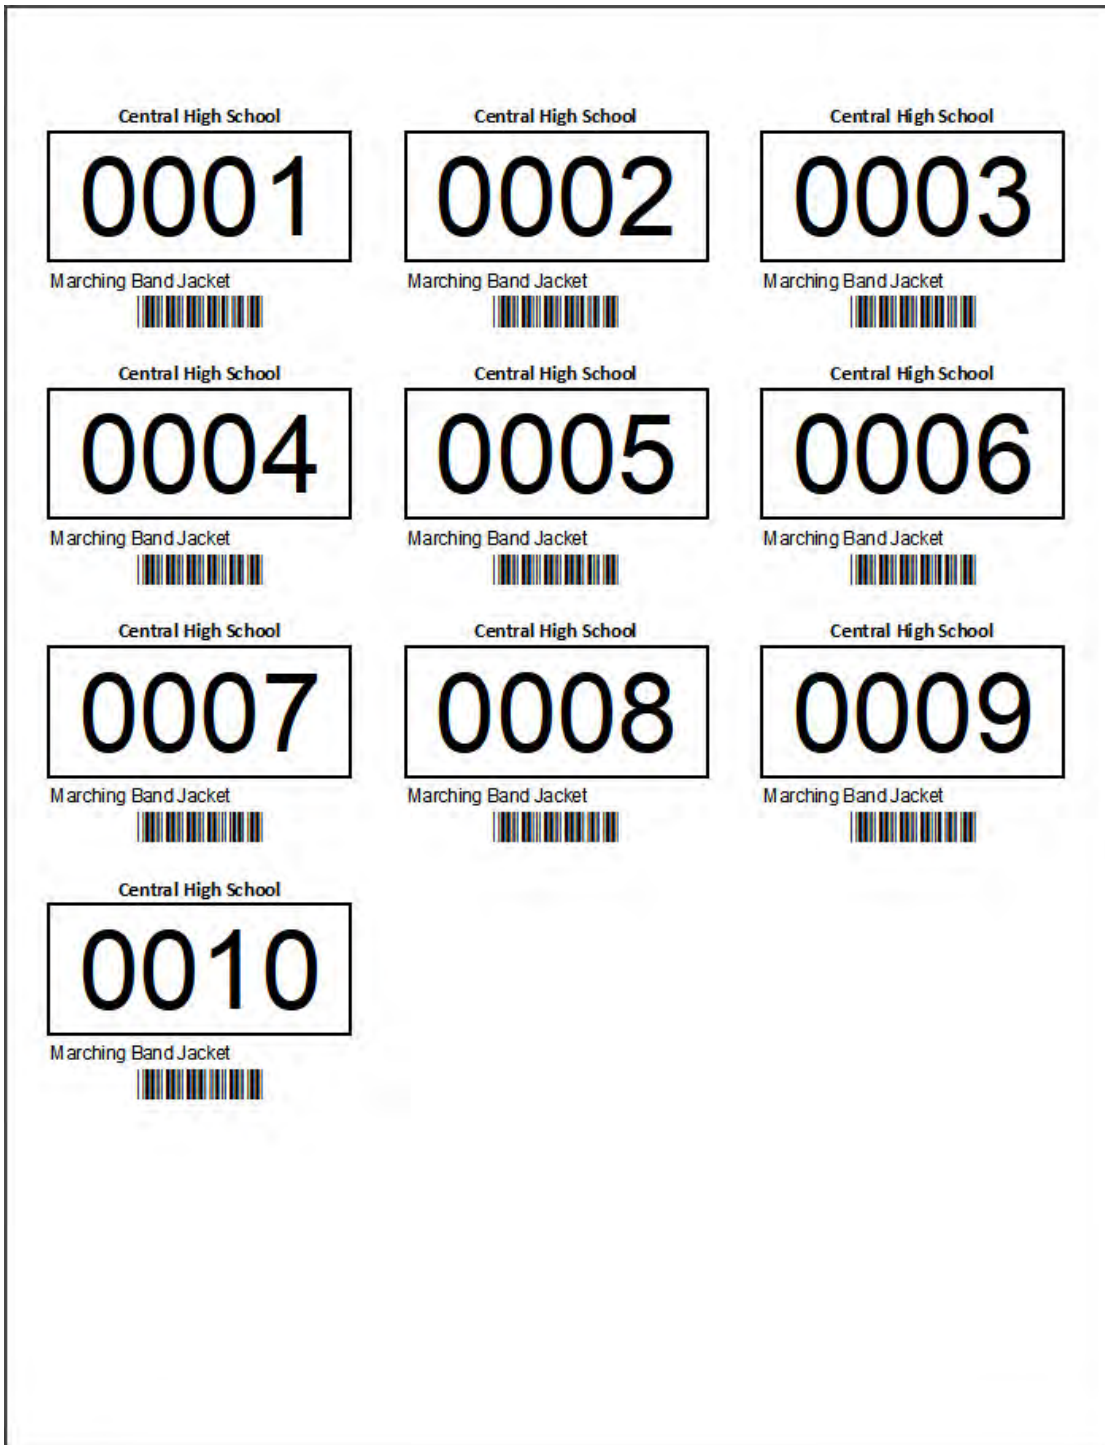 Central High School Central High School Central High School
0001 0002 0003
Marching Band Jacket Marching Band Jacket Marching Band Jacket
Central High School Central High School Central High School
0004 0005 0006
Marching Band Jacket Marching Band Jacket Marching Band Jacket
Central High School Central High School Central High School
0007 0008 0009
Marching Band Jacket Marching Band Jacket Marching Band Jacket
Central High School
0010
Marching Band Jacket